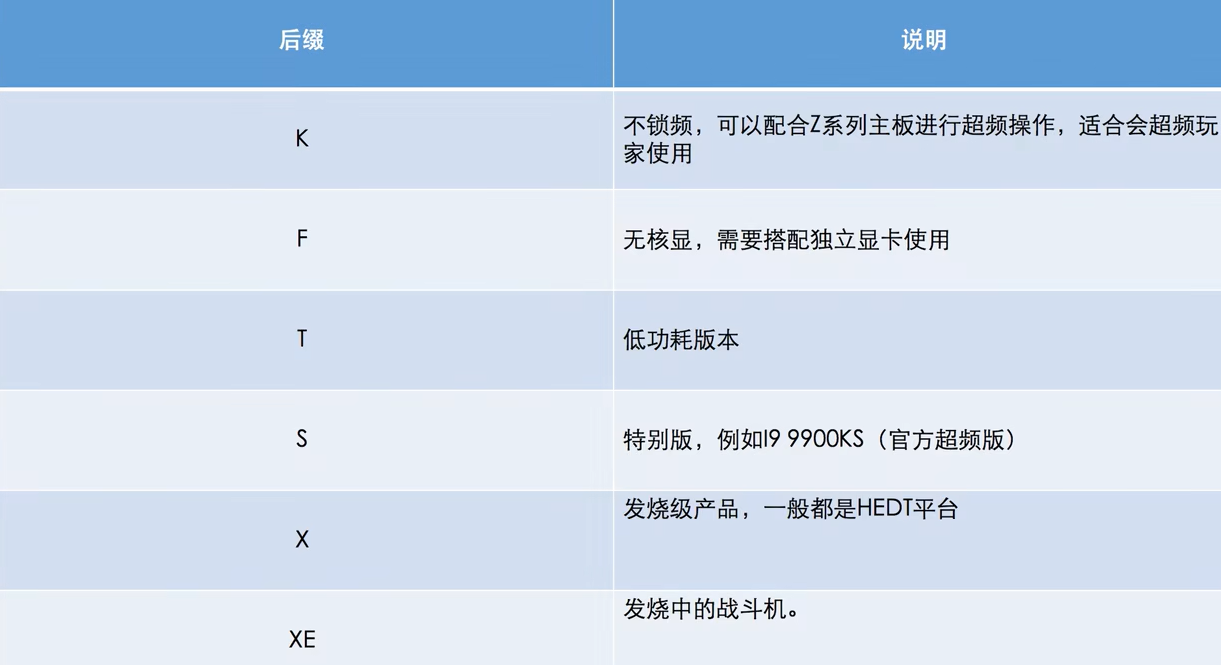 后缀
说明
K
不锁频，可以配合Z系列主板进行超频操作，适合会超频玩
家使用
F
无核显，需要搭配独立显卡使用
T
低功耗版本
S
特别版，例如I9 9900KS（官方超频版）
X
发烧级产品，一般都是HEDT平台
XE
发烧中的战斗机。